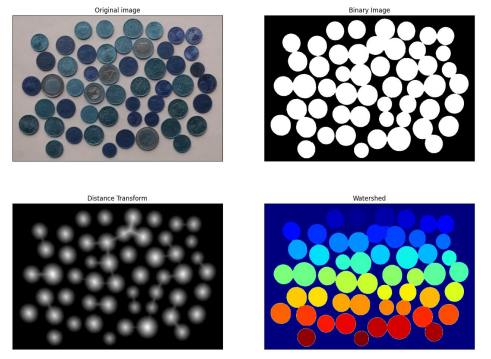 Original image
Binary Image
Distance Transform
Watershed